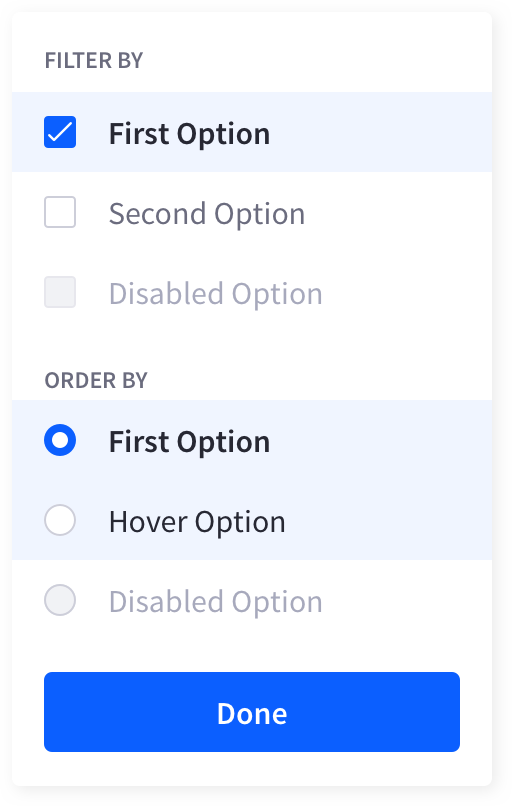 FILTER BY
First Option
Second Option
Disabled Option
ORDER BY
First Option
Hover Option
Disabled Option
Done